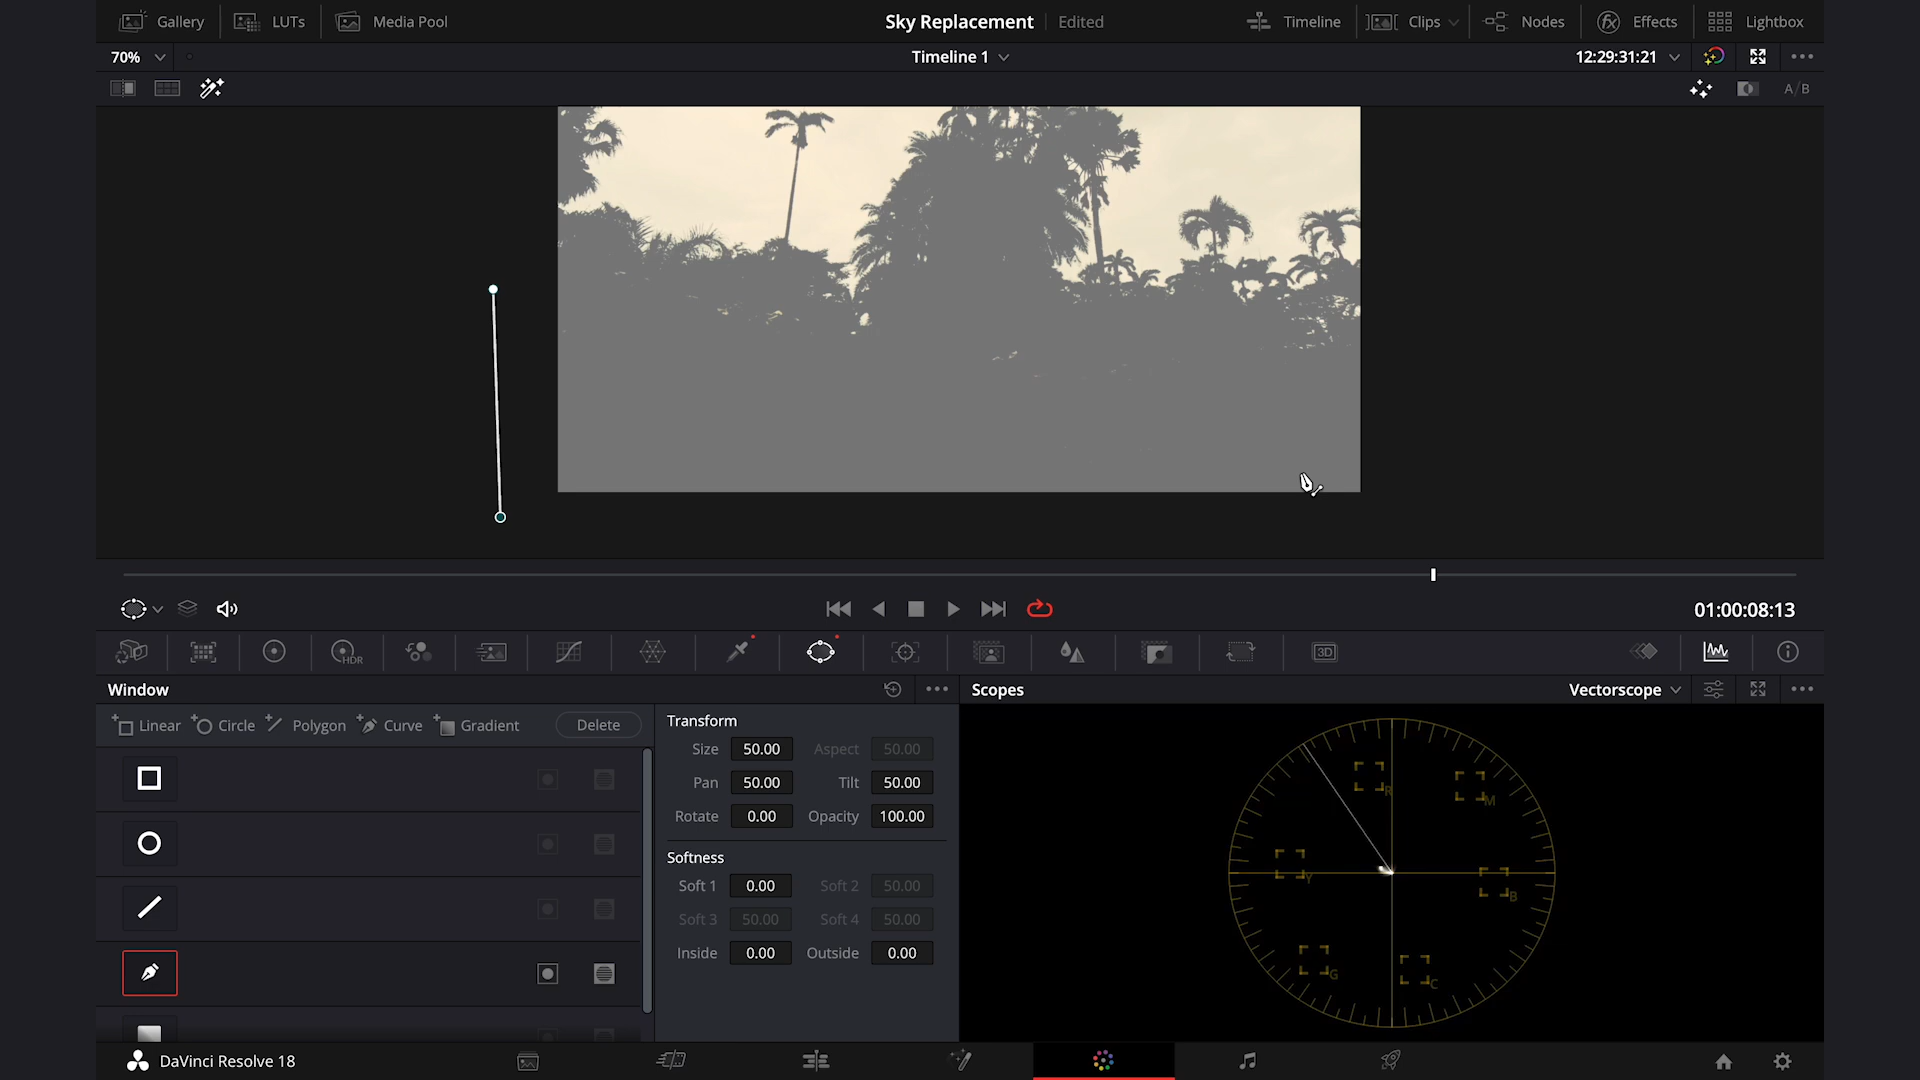 Gallery LUTs Media Pool Sky Replacement Edited Timeline Clips Nodes Effects Lightbox
70% Timeline 1 12:29:31:21
A/B
01:00:08:13
HDR 3D
Window Scopes Vectorscope
Linear Circle Polygon Curve Gradient Delete
Transform
Size 50.00 Aspect 50.00
Pan 50.00 Tilt 50.00
Rotate 0.00 Opacity 100.00
Softness
Soft 1 0.00 Soft 2 50.00
Soft 3 50.00 Soft 4 50.00
Inside 0.00 Outside 0.00
R M
Y B
G C
DaVinci Resolve 18